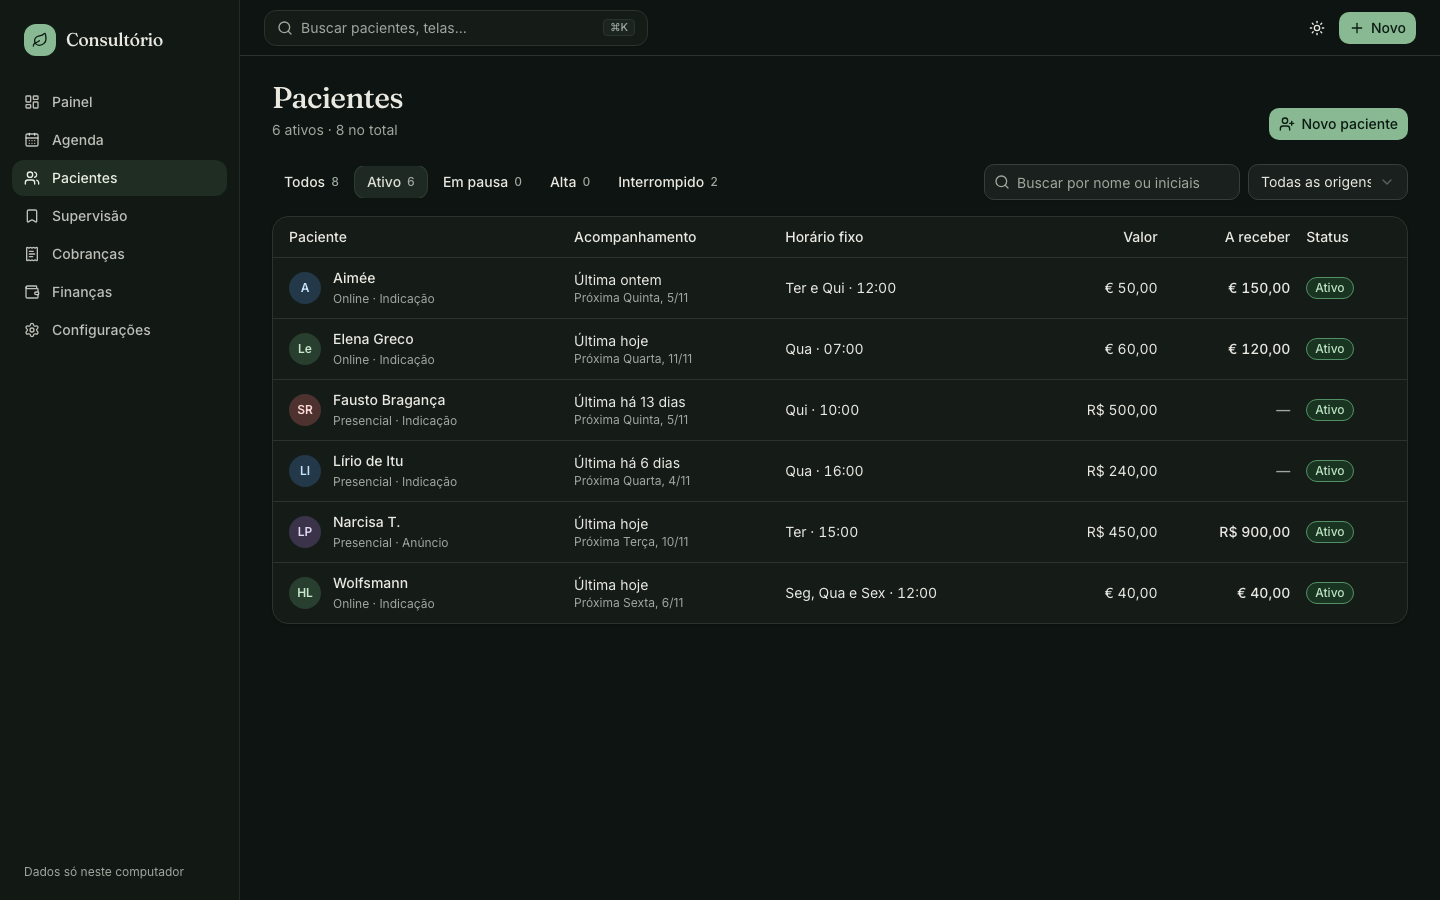 Consultório
Buscar pacientes, telas...
⌘K
Novo
Painel
Agenda
Pacientes
Supervisão
Cobranças
Finanças
Configurações
Dados só neste computador
Pacientes
6 ativos · 8 no total
Novo paciente
Todos 8
Ativo 6
Em pausa 0
Alta 0
Interrompido 2
Buscar por nome ou iniciais
Todas as origens
Paciente Acompanhamento Horário fixo Valor A receber Status
A Aimée Última ontem Ter e Qui · 12:00 € 50,00 € 150,00 Ativo
Online · Indicação Próxima Quinta, 5/11
Le Elena Greco Última hoje Qua · 07:00 € 60,00 € 120,00 Ativo
Online · Indicação Próxima Quarta, 11/11
SR Fausto Bragança Última há 13 dias Qui · 10:00 R$ 500,00 — Ativo
Presencial · Indicação Próxima Quinta, 5/11
LI Lírio de Itu Última há 6 dias Qua · 16:00 R$ 240,00 — Ativo
Presencial · Indicação Próxima Quarta, 4/11
LP Narcisa T. Última hoje Ter · 15:00 R$ 450,00 R$ 900,00 Ativo
Presencial · Anúncio Próxima Terça, 10/11
HL Wolfsmann Última hoje Seg, Qua e Sex · 12:00 € 40,00 € 40,00 Ativo
Online · Indicação Próxima Sexta, 6/11